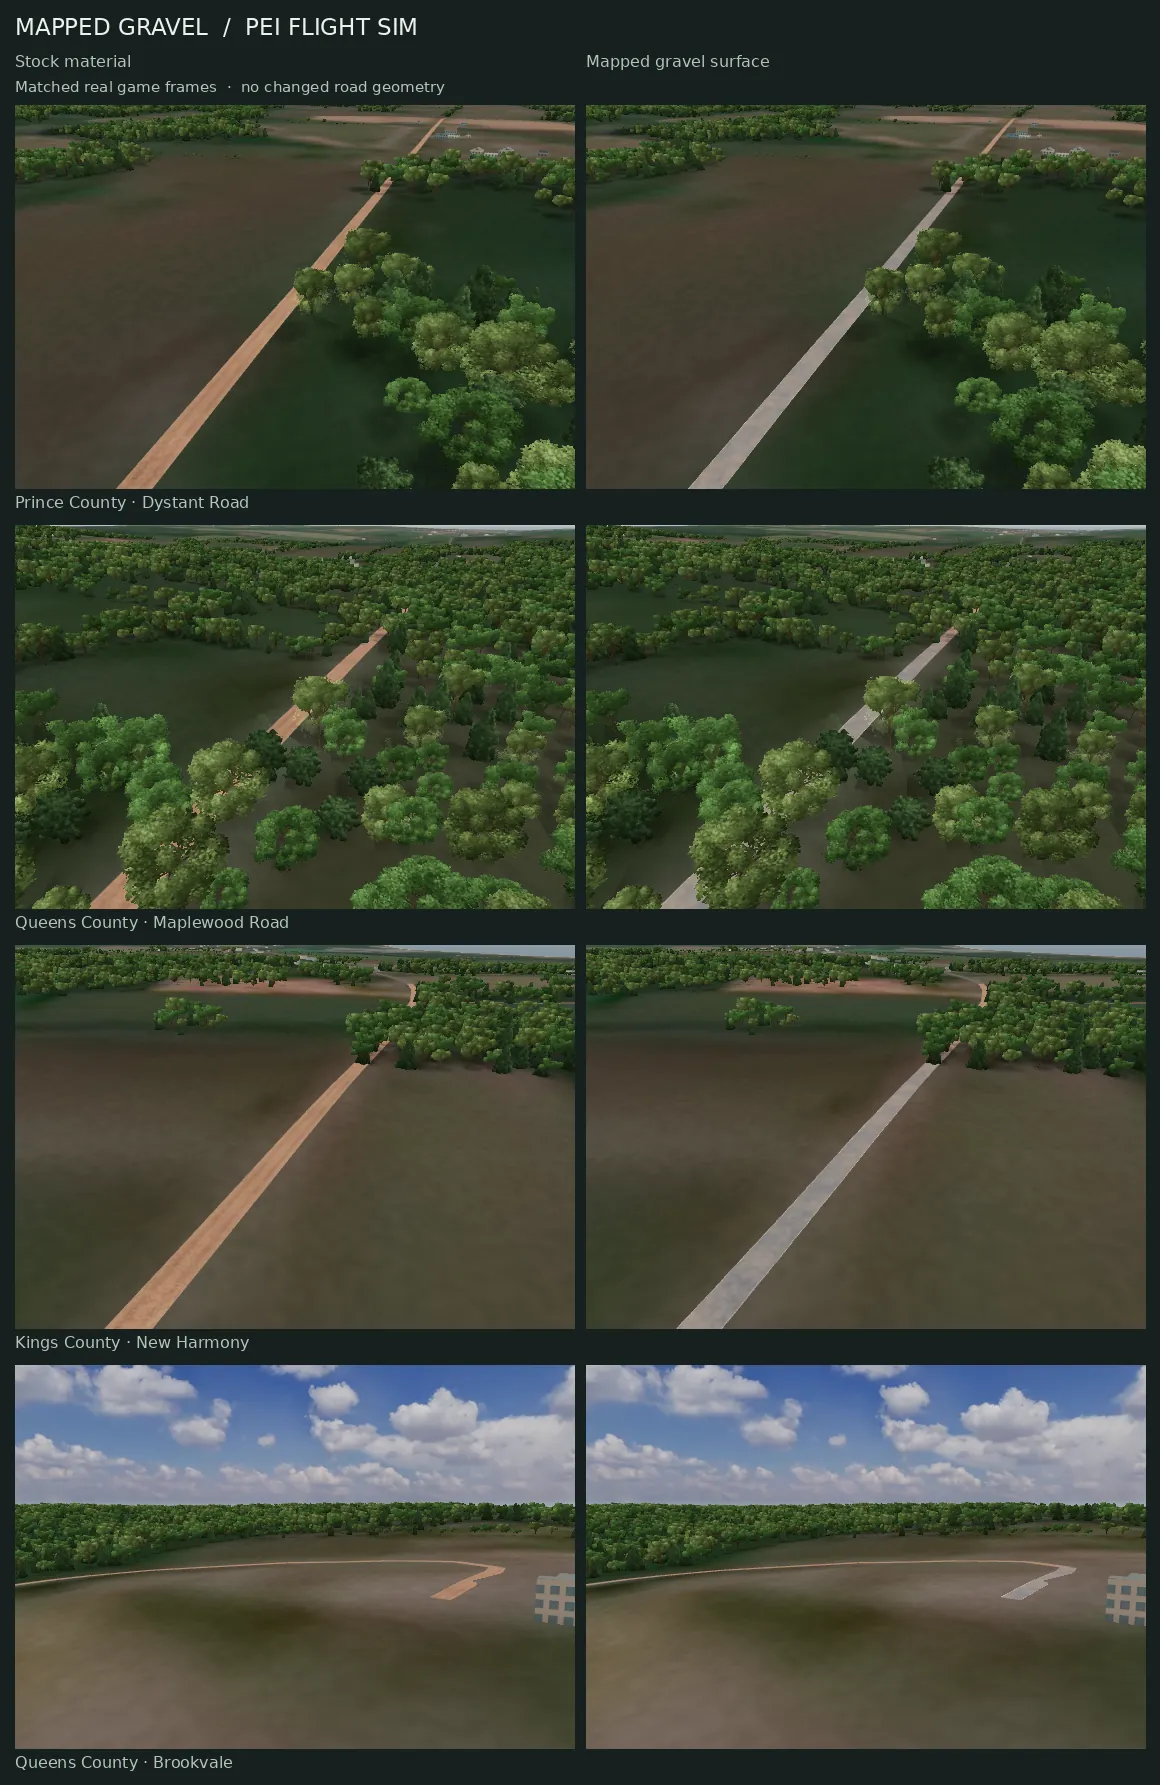 MAPPED GRAVEL / PEI FLIGHT SIM
Stock material
Mapped gravel surface
Matched real game frames · no changed road geometry
Prince County · Dystant Road
Queens County · Maplewood Road
Kings County · New Harmony
Queens County · Brookvale